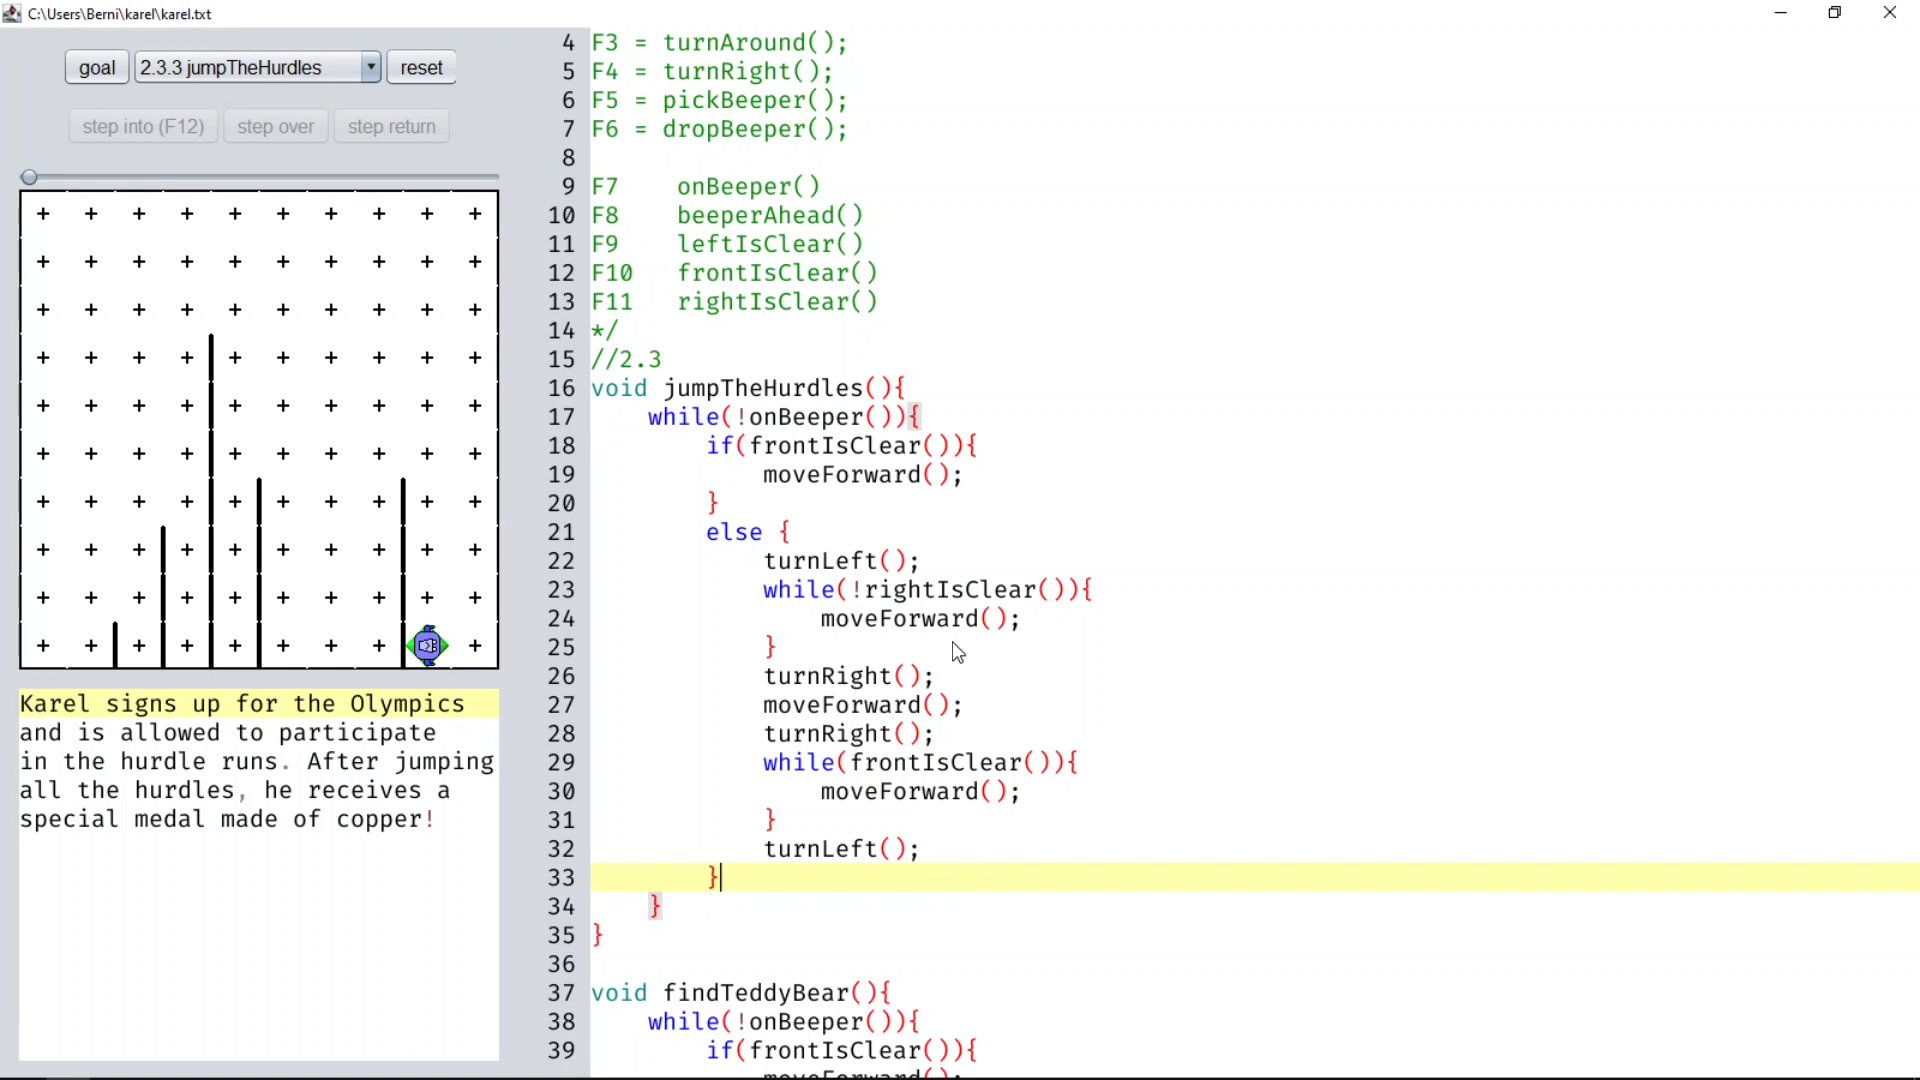 C:\Users\Berni\karel\karel.txt
goal 2.3.3 jumpTheHurdles reset
step into (F12) step over step return
Karel signs up for the Olympics
and is allowed to participate
in the hurdle runs. After jumping
all the hurdles, he receives a
special medal made of copper!
4 F3 = turnAround();
5 F4 = turnRight();
6 F5 = pickBeeper();
7 F6 = dropBeeper();
8
9 F7 onBeeper()
10 F8 beeperAhead()
11 F9 leftIsClear()
12 F10 frontIsClear()
13 F11 rightIsClear()
14 */
15 //2.3
16 void jumpTheHurdles(){
17 while(!onBeeper()){
18 if(frontIsClear()){
19 moveForward();
20 }
21 else {
22 turnLeft();
23 while(!rightIsClear()){
24 moveForward();
25 }
26 turnRight();
27 moveForward();
28 turnRight();
29 while(frontIsClear()){
30 moveForward();
31 }
32 turnLeft();
33 }
34 }
35 }
36
37 void findTeddyBear(){
38 while(!onBeeper()){
39 if(frontIsClear()){
moveForward();